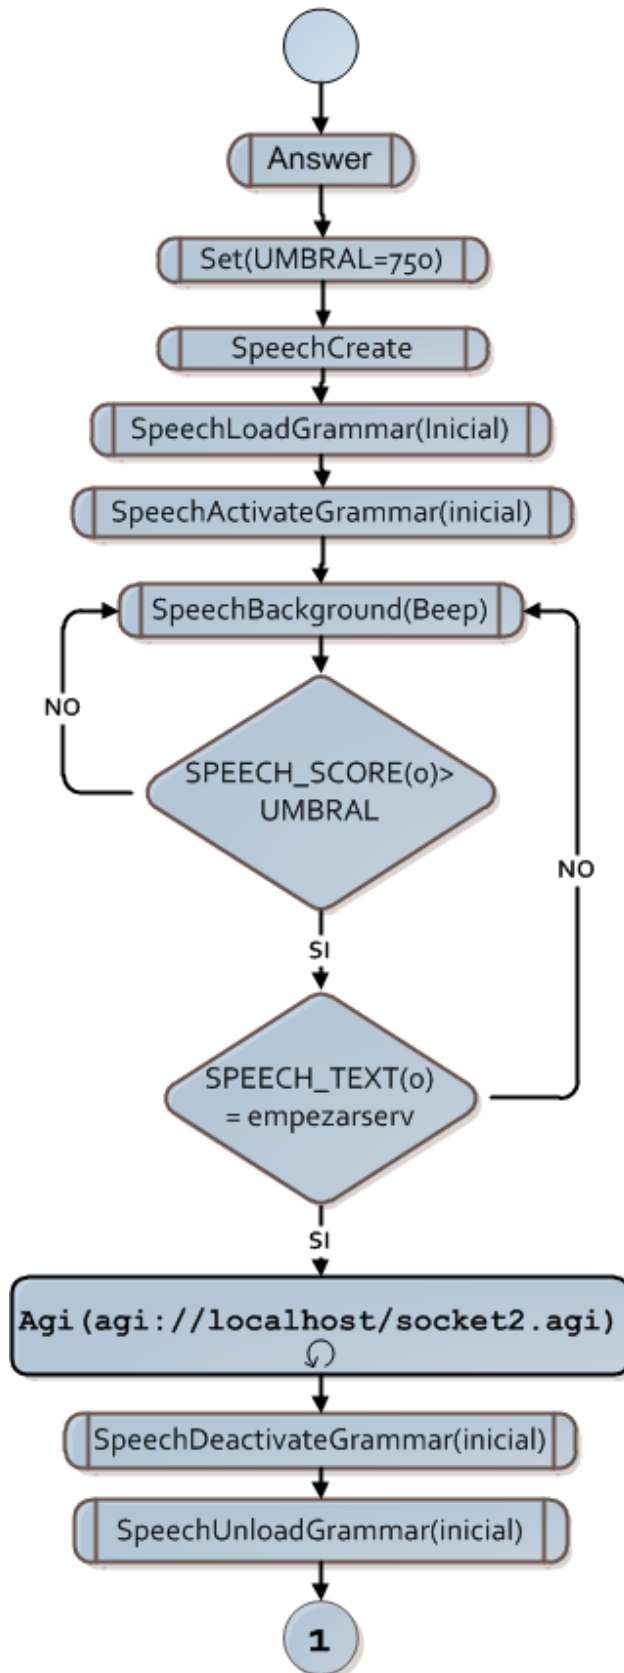 Answer
Set(UMBRAL=750)
SpeechCreate
SpeechLoadGrammar(Inicial)
SpeechActivateGrammar(inicial)
SpeechBackground(Beep)
NO
SPEECH_SCORE(0)>
UMBRAL
NO
SI
SPEECH_TEXT(0)
= empezarserv
SI
Agi(agi://localhost/socket2.agi)
SpeechDeactivateGrammar(inicial)
SpeechUnloadGrammar(inicial)
1